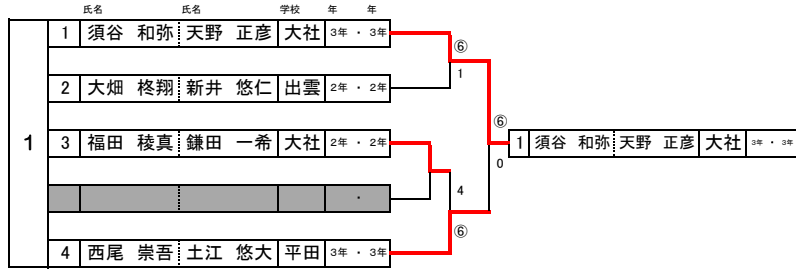 氏名 氏名 学校 年 年
1 須谷 和弥 天野 正彦 大社 3年 ・ 3年
⑥
1
2 大畑 柊翔 新井 悠仁 出雲 2年 ・ 2年
⑥
1 3 福田 稜真 鎌田 一希 大社 2年 ・ 2年
1 須谷 和弥 天野 正彦 大社 3年 ・ 3年
0
・
4
⑥
4 西尾 崇吾 土江 悠大 平田 3年 ・ 3年